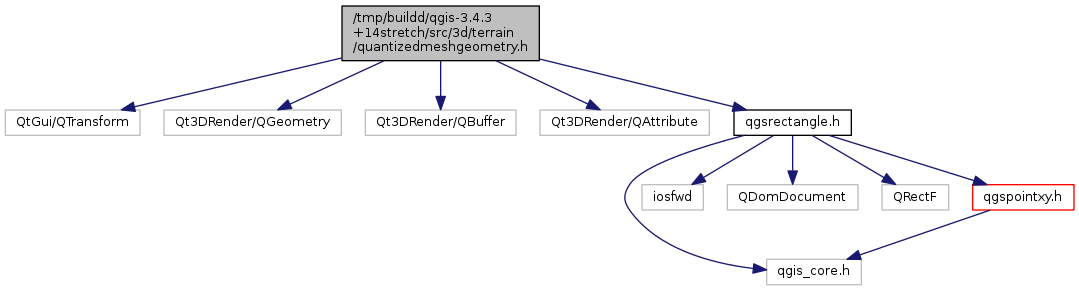 /tmp/buildd/qgis-3.4.3
+14stretch/src/3d/terrain
/quantizedmeshgeometry.h
QtGui/QTransform
Qt3DRender/QGeometry
Qt3DRender/QBuffer
Qt3DRender/QAttribute
qgsrectangle.h
iosfwd
QDomDocument
QRectF
qgspointxy.h
qgis_core.h